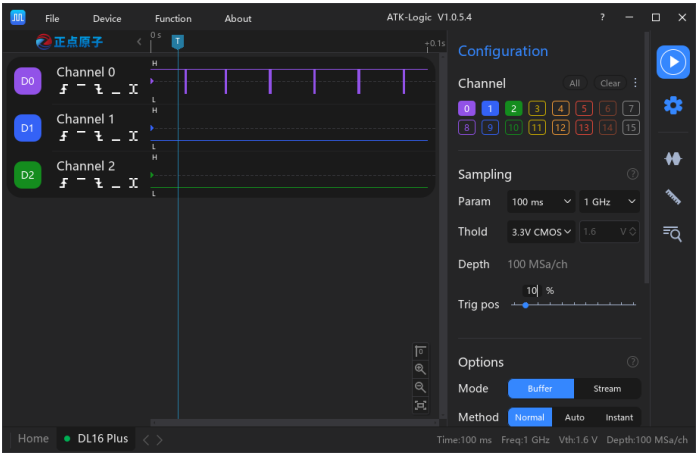 File Device Function About ATK-Logic V1.0.5.4 ?
正点原子 0 s T +0.1s
Configuration
D0 Channel 0 H L
Channel All Clear
0 1 2 3 4 5 6 7
8 9 10 11 12 13 14 15
D1 Channel 1 H L
D2 Channel 2 H L
Sampling ?
Param 100 ms 1 GHz
Thold 3.3V CMOS 1.6 V
Depth 100 MSa/ch
10 %
Trig pos
Options ?
Mode Buffer Stream
Method Normal Auto Instant
Home DL16 Plus Time:100 ms Freq:1 GHz Vth:1.6 V Depth:100 MSa/ch